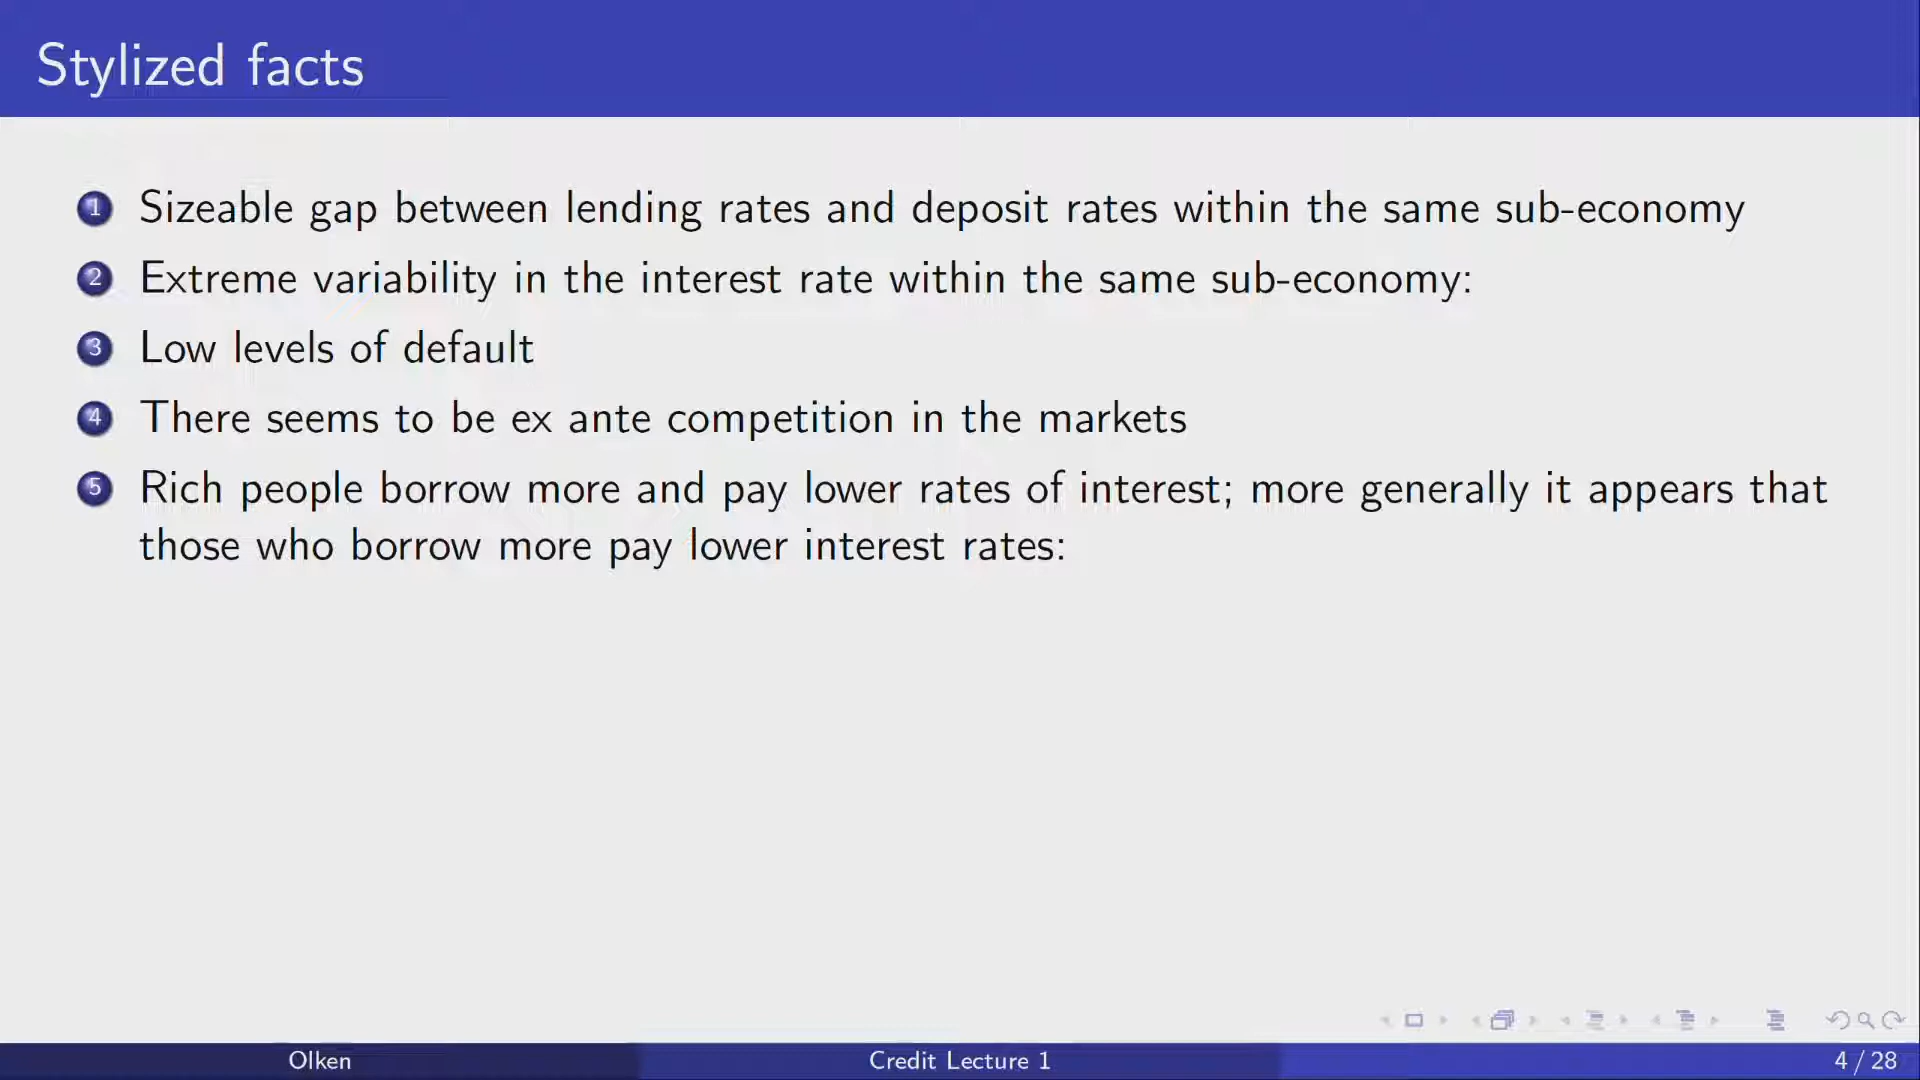 Stylized facts
1 Sizeable gap between lending rates and deposit rates within the same sub-economy
2 Extreme variability in the interest rate within the same sub-economy:
3 Low levels of default
4 There seems to be ex ante competition in the markets
5 Rich people borrow more and pay lower rates of interest; more generally it appears that
those who borrow more pay lower interest rates:
Olken
Credit Lecture 1
4 / 28